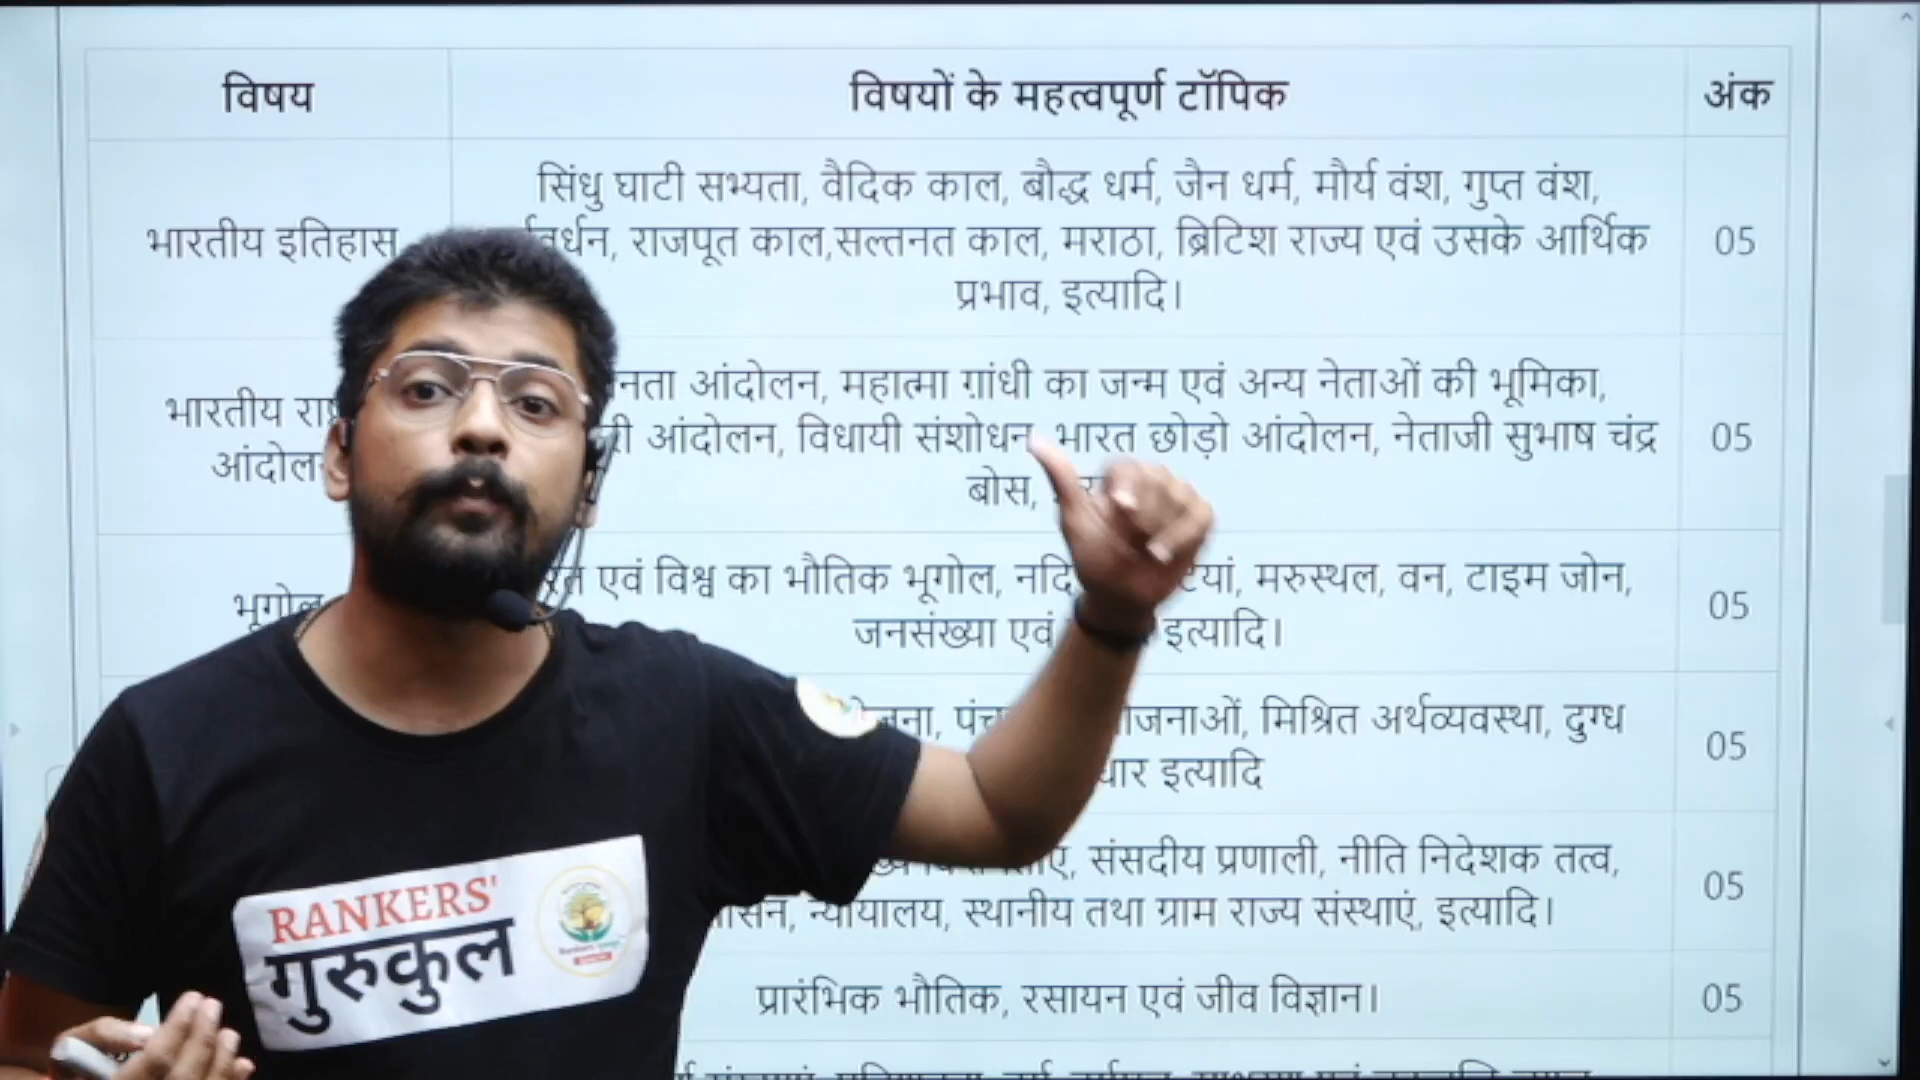 विषय
विषयों के महत्वपूर्ण टॉपिक
अंक
भारतीय इतिहास
सिंधु घाटी सभ्यता, वैदिक काल, बौद्ध धर्म, जैन धर्म, मौर्य वंश, गुप्त वंश,
राजपूत काल,सल्तनत काल, मराठा, ब्रिटिश राज्य एवं उसके आर्थिक
प्रभाव, इत्यादि।
05
भारतीय
आंदोलन, महात्मा ग़ांधी का जन्म एवं अन्य नेताओं की भूमिका,
आंदोलन, विधायी संशोधन, भारत छोड़ो आंदोलन, नेताजी सुभाष चंद्र
बोस,
05
भूगोल
एवं विश्व का भौतिक भूगोल, मरुस्थल, वन, टाइम जोन,
जनसंख्या एवं इत्यादि।
05
मिश्रित अर्थव्यवस्था, दुग्ध
इत्यादि
05
संसदीय प्रणाली, नीति निदेशक तत्व,
न्यायालय, स्थानीय तथा ग्राम राज्य संस्थाएं, इत्यादि।
05
प्रारंभिक भौतिक, रसायन एवं जीव विज्ञान।
05
RANKERS'
गुरुकुल